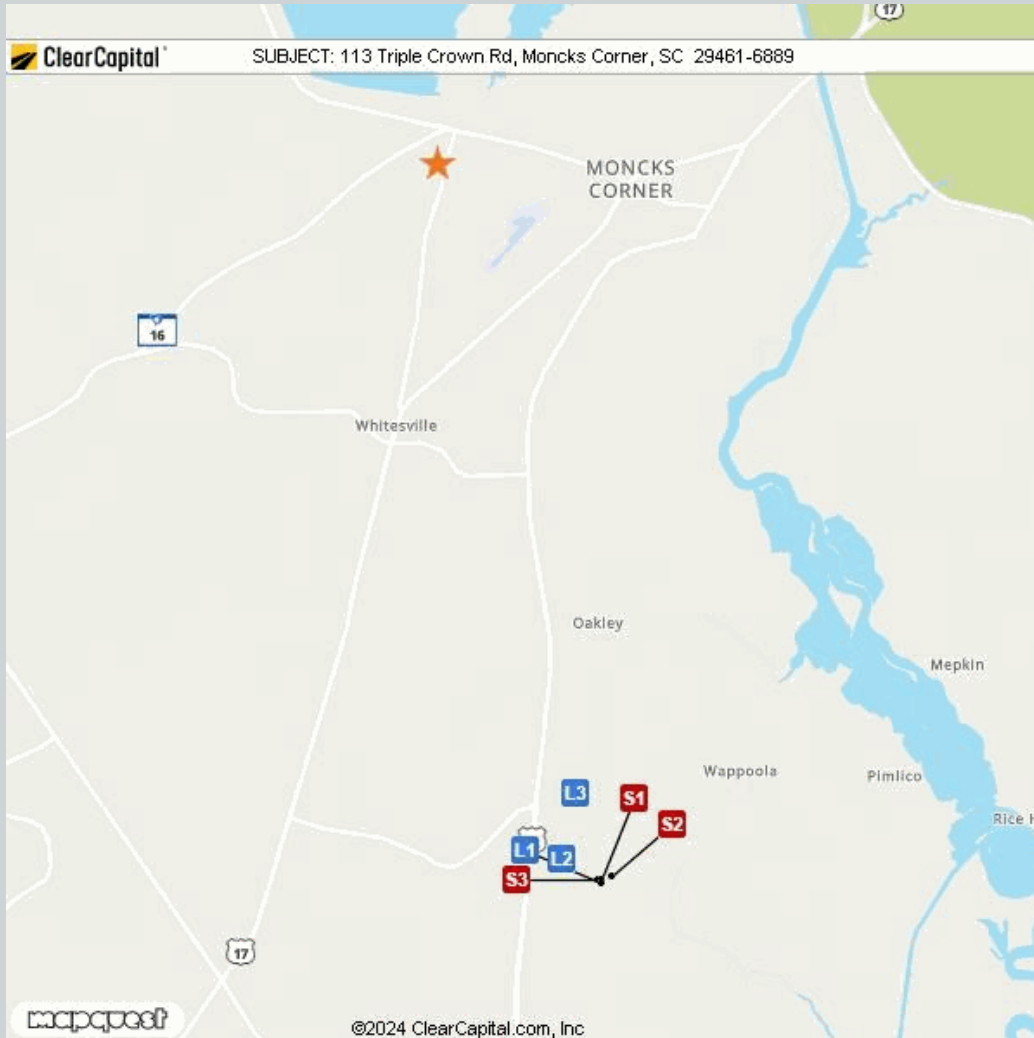 17
ClearCapital
SUBJECT: 113 Triple Crown Rd, Moncks Corner, SC 29461-6889
MONCKS
CORNER
16
Whitesville
Oakley
Mepkin
Wappoola
Pimlico
L3
S1
Rice H
S2
L1
L2
S3
17
mapquest
©2024 ClearCapital.com, Inc